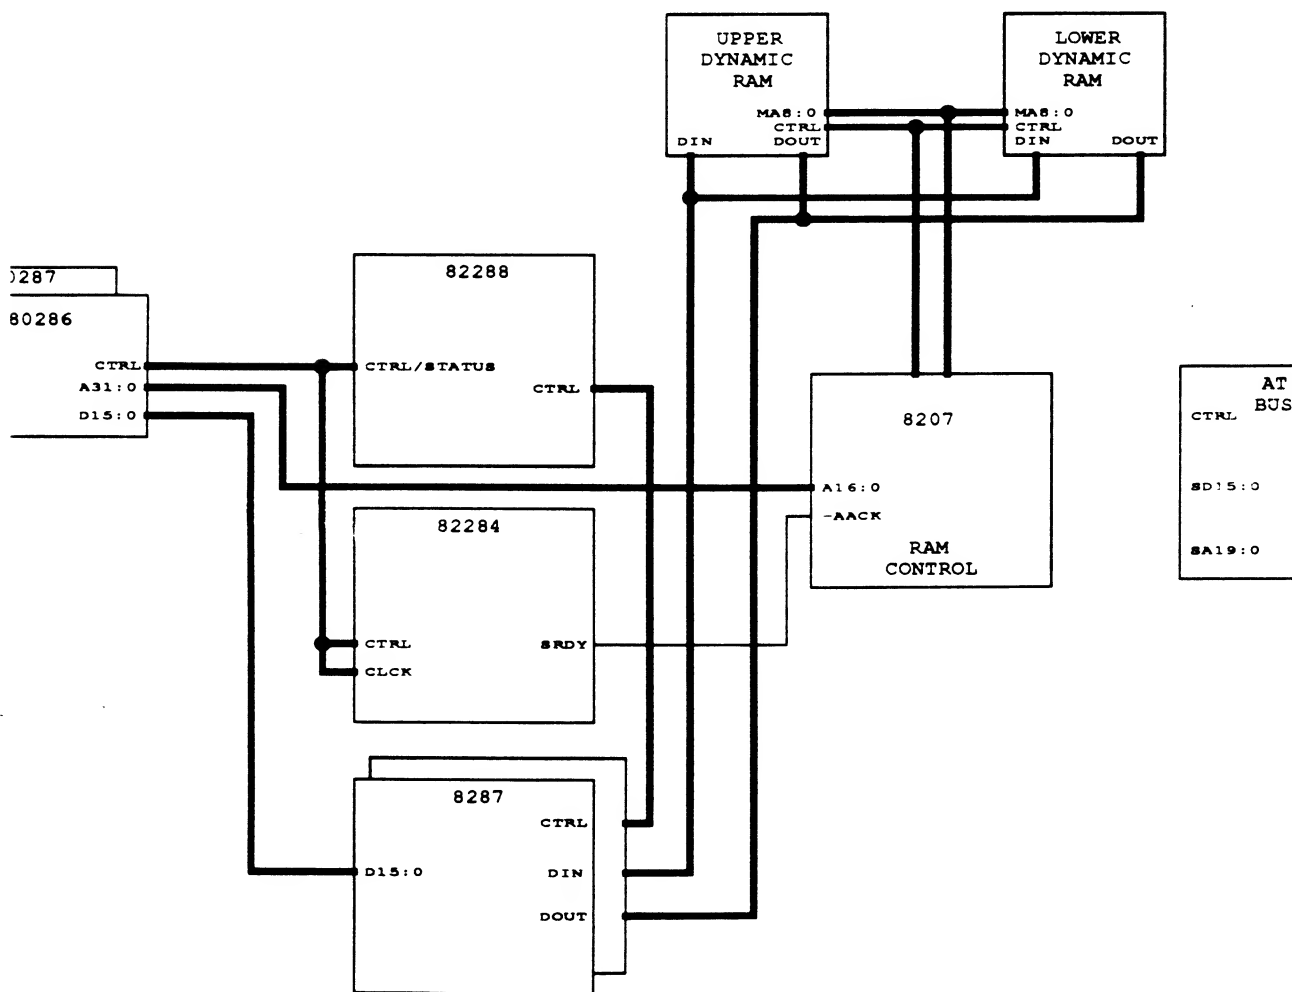 UPPER
DYNAMIC
RAM
MA8:0
CTRL
DIN
DOUT
LOWER
DYNAMIC
RAM
MA8:0
CTRL
DIN
DOUT
0287
80286
CTRL
A31:0
D15:0
82288
CTRL/STATUS
CTRL
8207
A16:0
-AACK
RAM
CONTROL
AT
BUS
CTRL
SD15:0
SA19:0
82284
CTRL
CLCK
SRDY
8287
CTRL
D15:0
DIN
DOUT